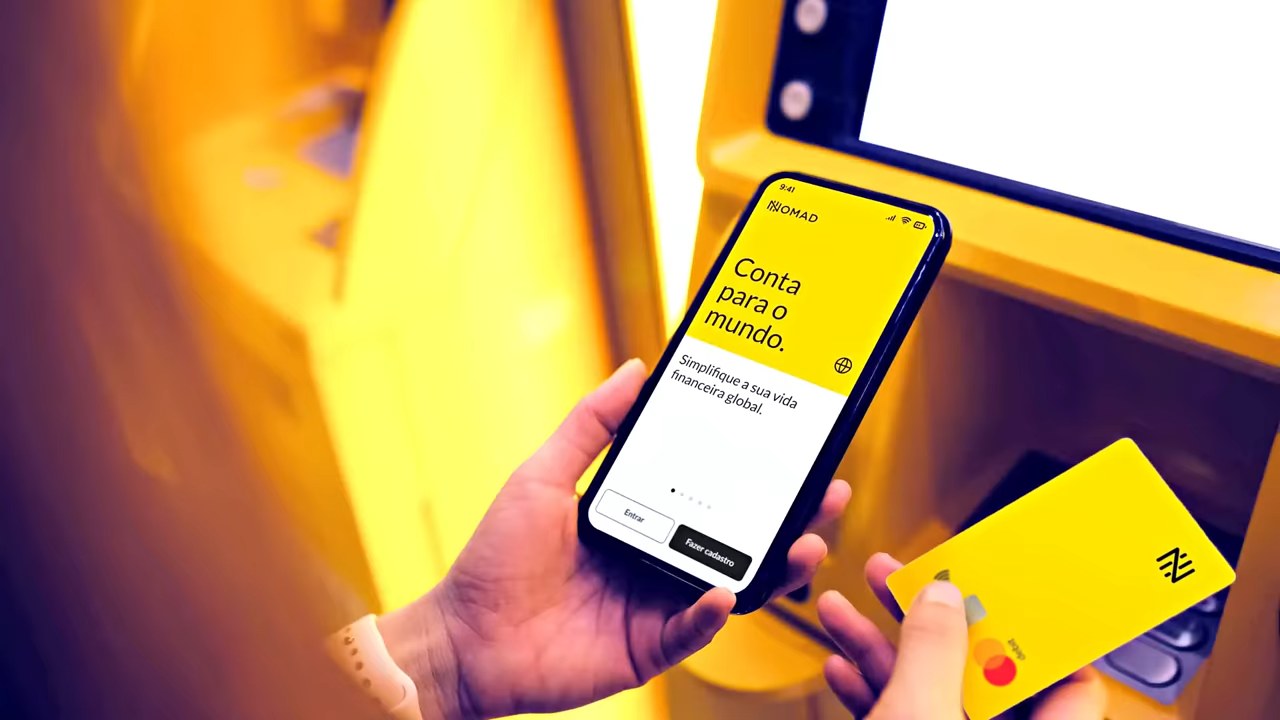 9:41
NOMAD
Conta
para o
mundo.
Simplifique a sua vida
financeira global.
Entrar
Fazer cadastro
debit